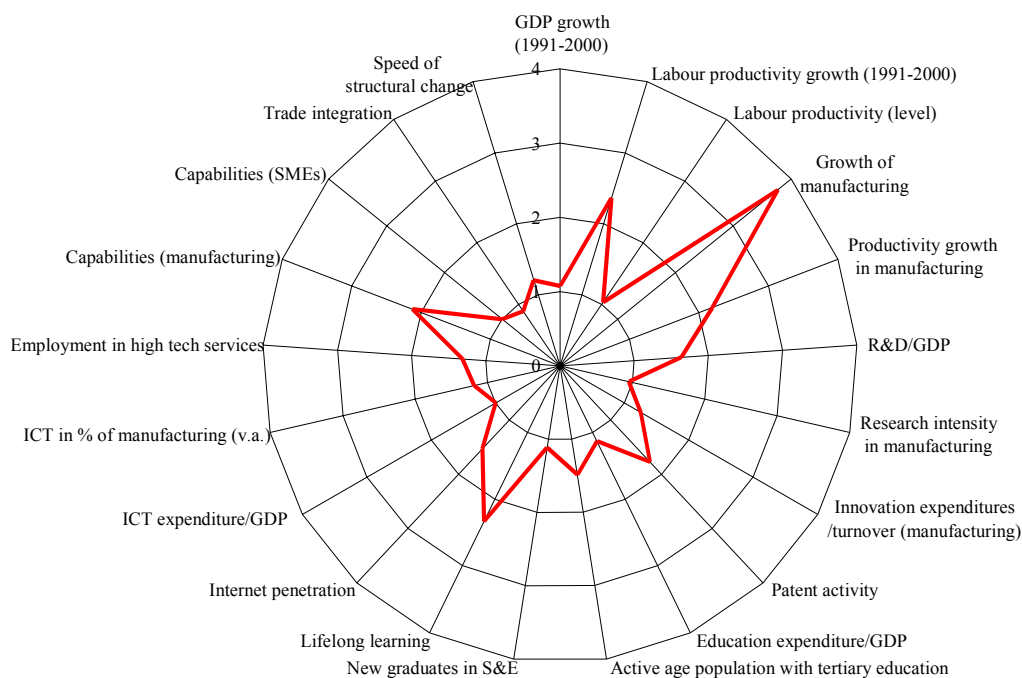 GDP growth
(1991-2000)
Labour productivity growth (1991-2000)
Labour productivity (level)
Growth of
manufacturing
Productivity growth
in manufacturing
R&D/GDP
Research intensity
in manufacturing
Innovation expenditures
/turnover (manufacturing)
Patent activity
Education expenditure/GDP
Active age population with tertiary education
New graduates in S&E
Lifelong learning
Internet penetration
ICT expenditure/GDP
ICT in % of manufacturing (v.a.)
Employment in high tech services
Capabilities (manufacturing)
Capabilities (SMEs)
Trade integration
Speed of
structural change
4
3
2
1
0